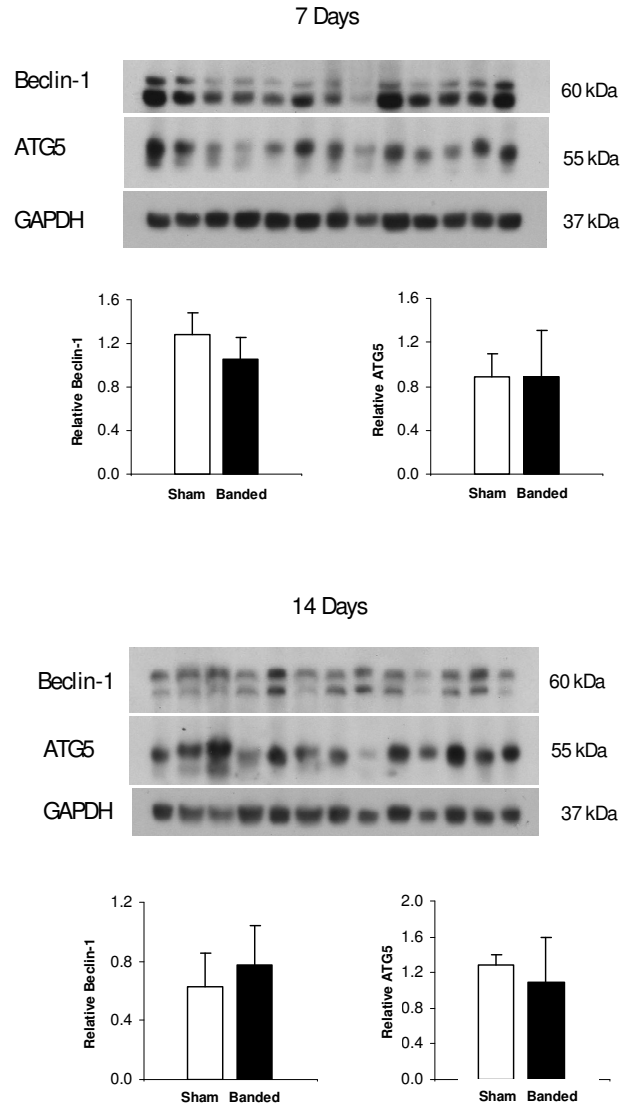 7 Days
Beclin-1
60 kDa
ATG5
55 kDa
GAPDH
37 kDa
Relative Beclin-1
1.6
1.2
0.8
0.4
0.0
Sham Banded
Relative ATG5
1.6
1.2
0.8
0.4
0.0
Sham Banded
14 Days
Beclin-1
60 kDa
ATG5
55 kDa
GAPDH
37 kDa
Relative Beclin-1
1.2
0.8
0.4
0.0
Sham Banded
Relative ATG5
2.0
1.6
1.2
0.8
0.4
0.0
Sham Banded